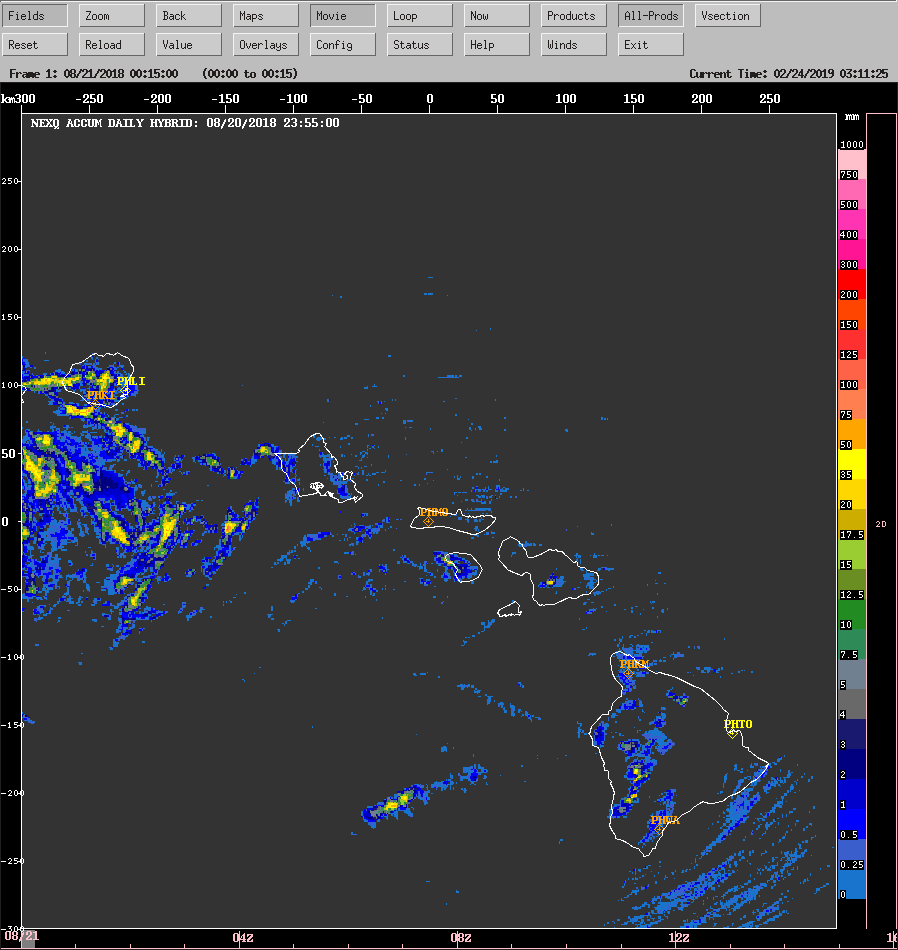 Fields Zoom Back Maps Movie Loop Now Products All-Prods Vsection
Reset Reload Value Overlays Config Status Help Winds Exit
Frame 1: 08/21/2018 00:15:00 (00:00 to 00:15) Current Time: 02/24/2019 03:11:25
km300 -250 -200 -150 -100 -50 0 50 100 150 200 250
NEXQ ACCUM DAILY HYBRID: 08/20/2018 23:55:00
mm
1000
750
500
400
300
200
150
125
100
75
50
35
20
17.5
15
12.5
10
7.5
5
4
3
2
1
0.5
0.25
0
250
200
150
100
50
0
-50
-100
-150
-200
-250
-30
PHLI
PHKI
PHMO
PHKM
PHTO
PHWA
2D
08/21 04Z 08Z 12Z 16